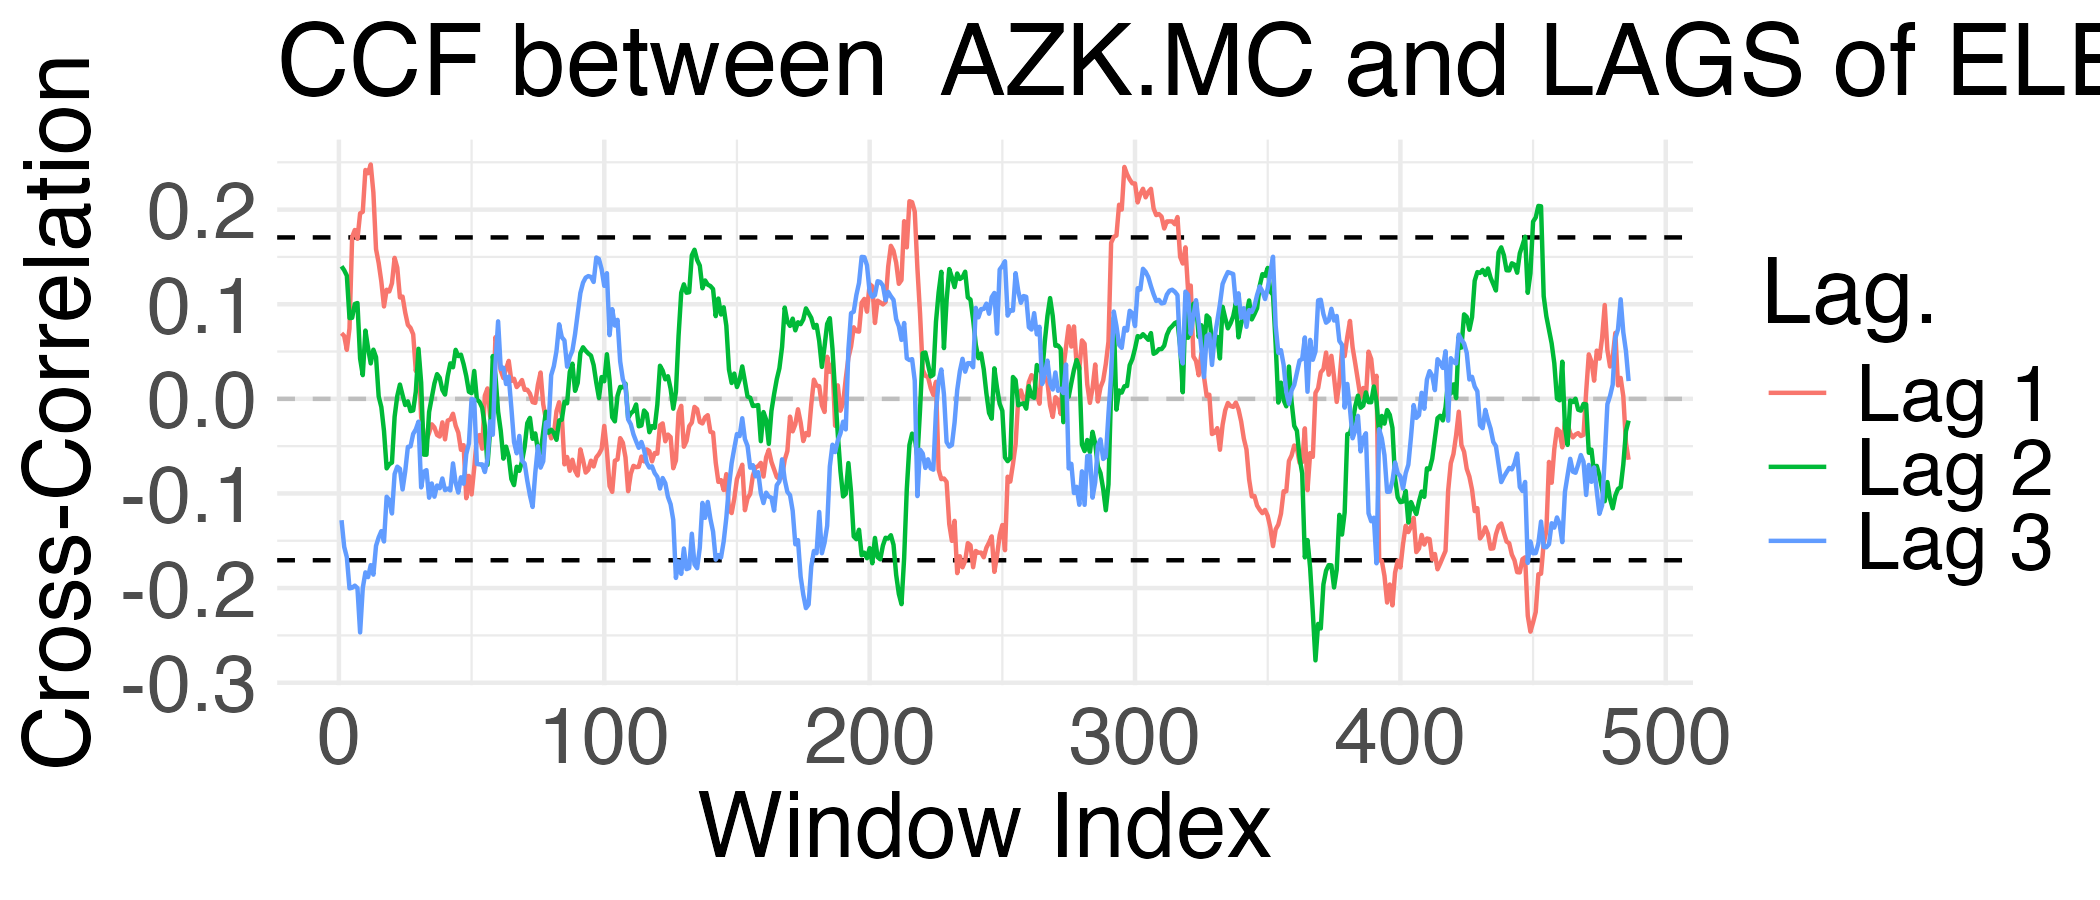 CCF between AZK.MC and LAGS of ELE
Cross-Correlation
0.2
0.1
0.0
-0.1
-0.2
-0.3
0 100 200 300 400 500
Window Index
Lag.
Lag 1
Lag 2
Lag 3